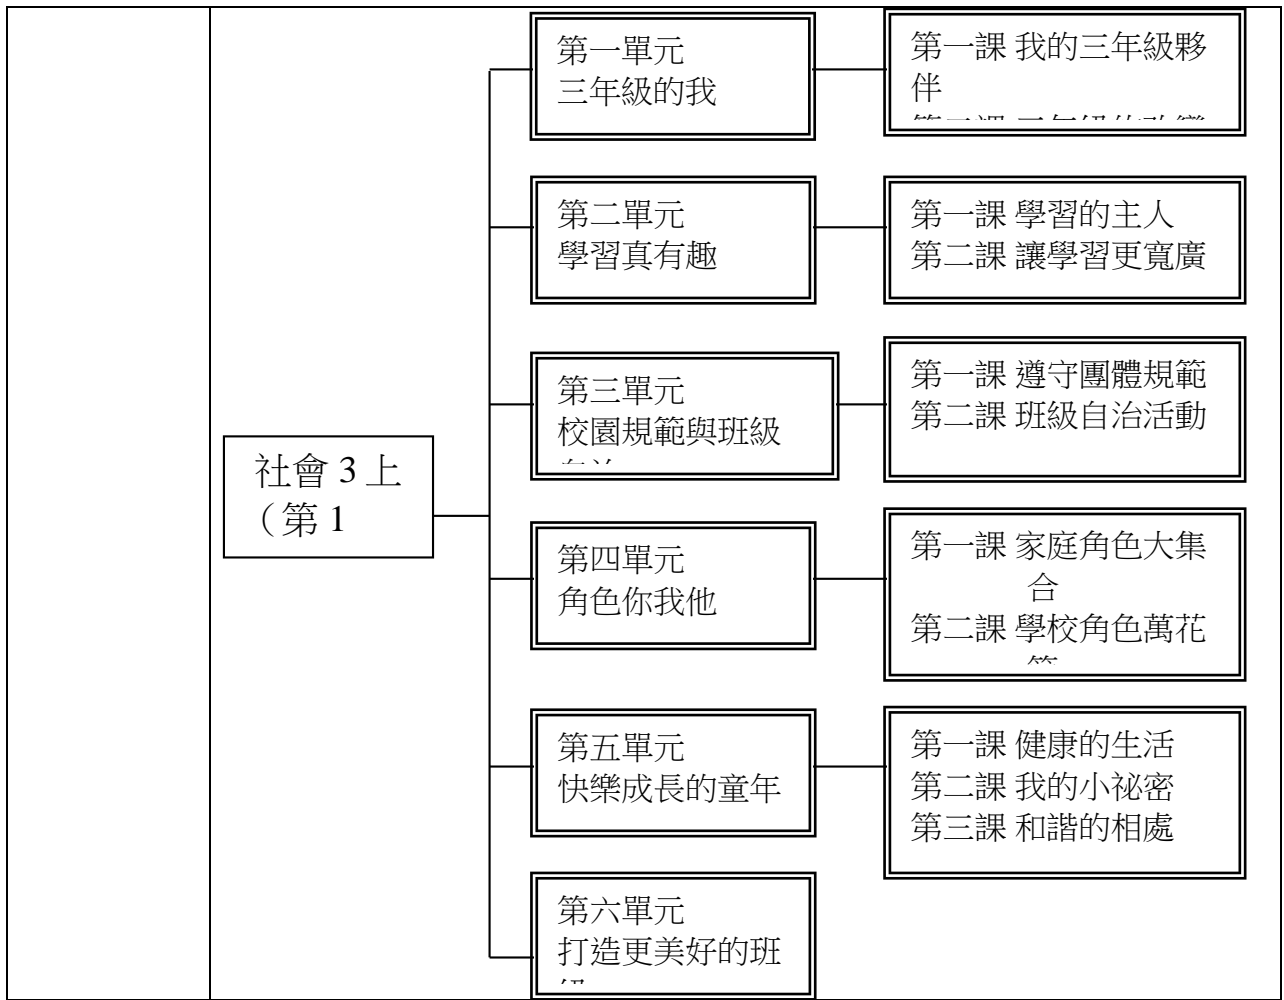 社會 3 上
（第 1
第一單元
三年級的我
第一課 我的三年級夥
伴
第二單元
學習真有趣
第一課 學習的主人
第二課 讓學習更寬廣
第三單元
校園規範與班級
第一課 遵守團體規範
第二課 班級自治活動
第四單元
角色你我他
第一課 家庭角色大集
合
第二課 學校角色萬花
第五單元
快樂成長的童年
第一課 健康的生活
第二課 我的小祕密
第三課 和諧的相處
第六單元
打造更美好的班